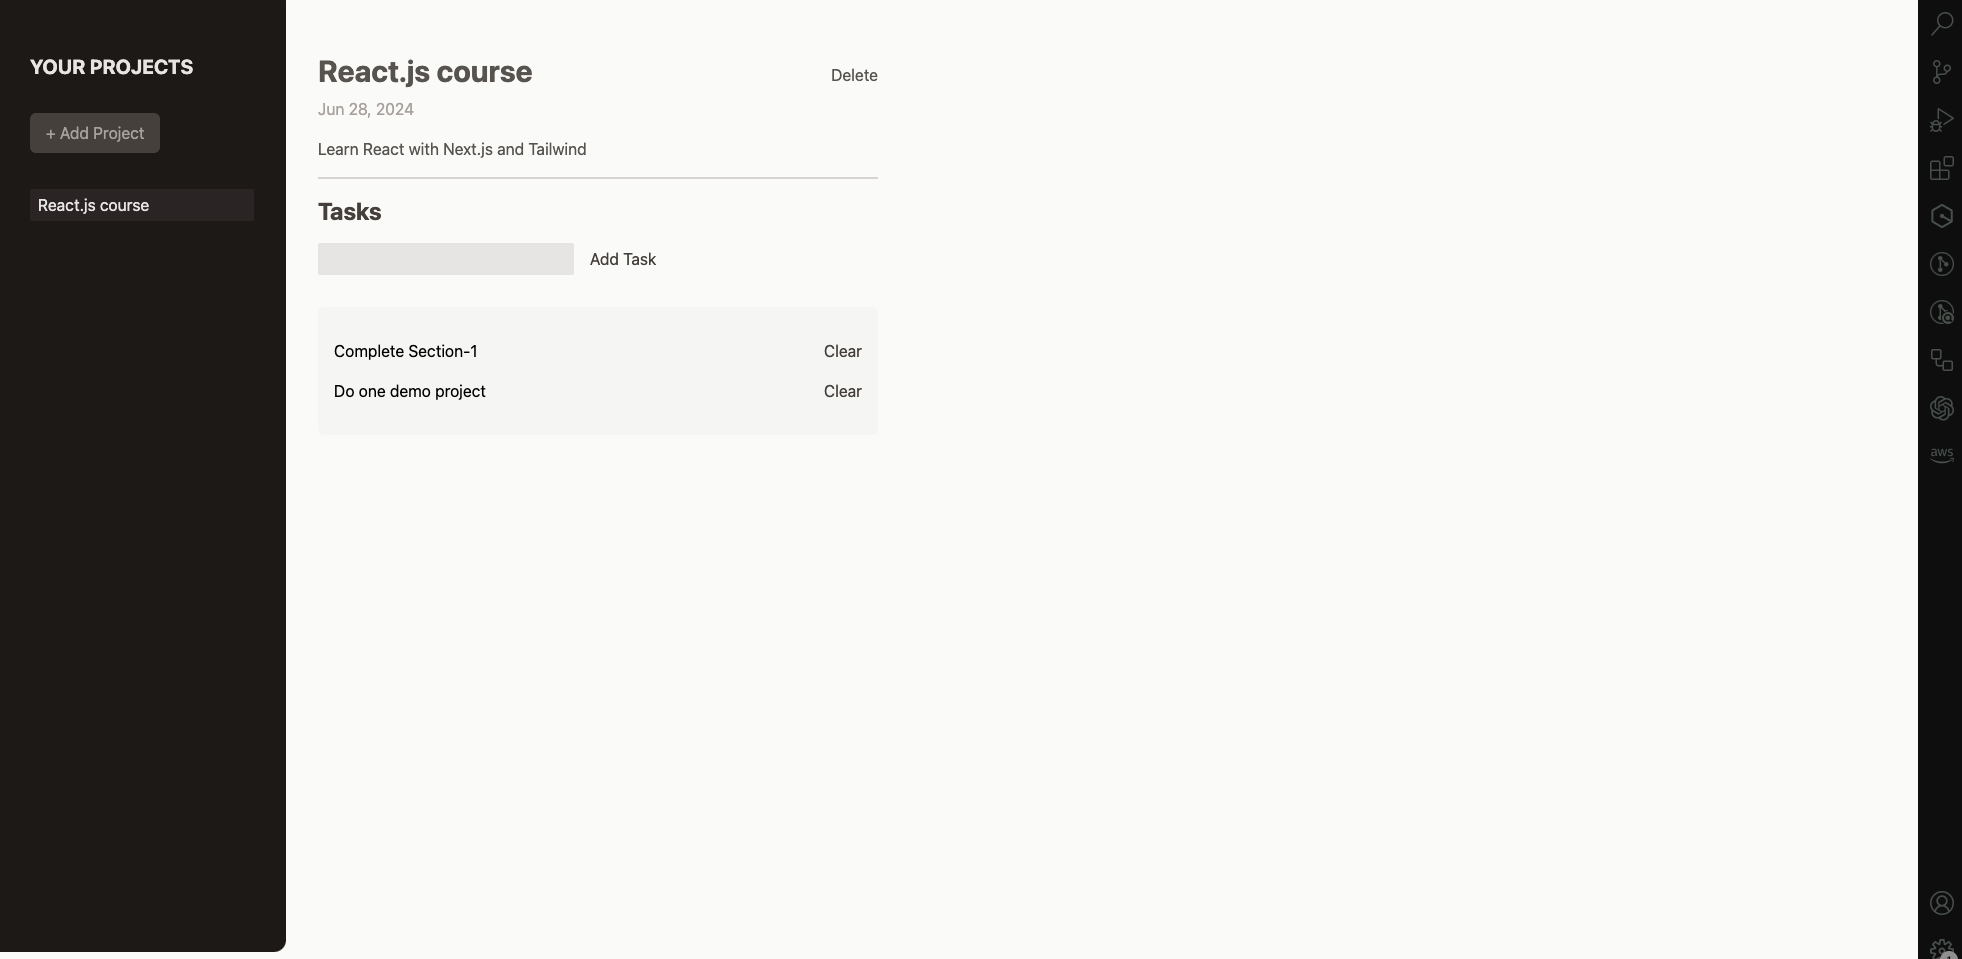 YOUR PROJECTS
+ Add Project
React.js course
React.js course
Delete
Jun 28, 2024
Learn React with Next.js and Tailwind
Tasks
Add Task
Complete Section-1
Clear
Do one demo project
Clear
aws